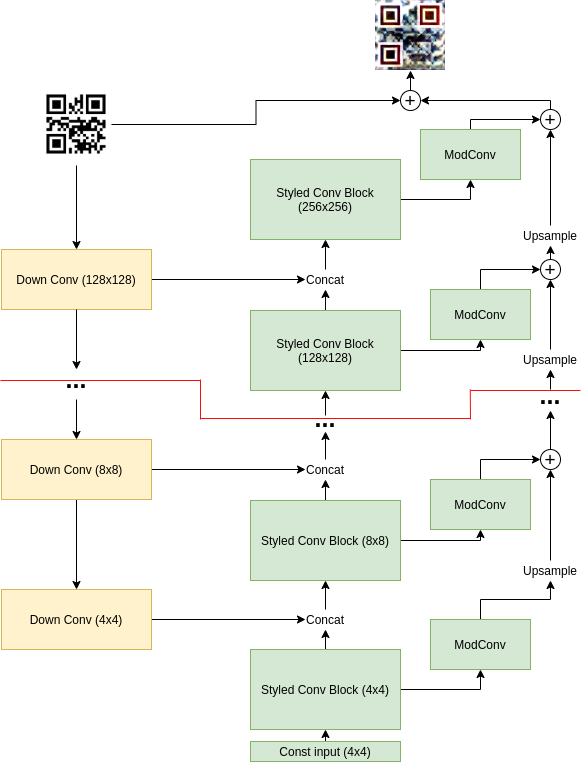 ModConv
Styled Conv Block
(256x256)
Upsample
Down Conv (128x128)
Concat
Styled Conv Block
(128x128)
ModConv
Upsample
...
...
...
Down Conv (8x8)
Concat
ModConv
Styled Conv Block (8x8)
Upsample
Down Conv (4x4)
Concat
ModConv
Styled Conv Block (4x4)
Const input (4x4)